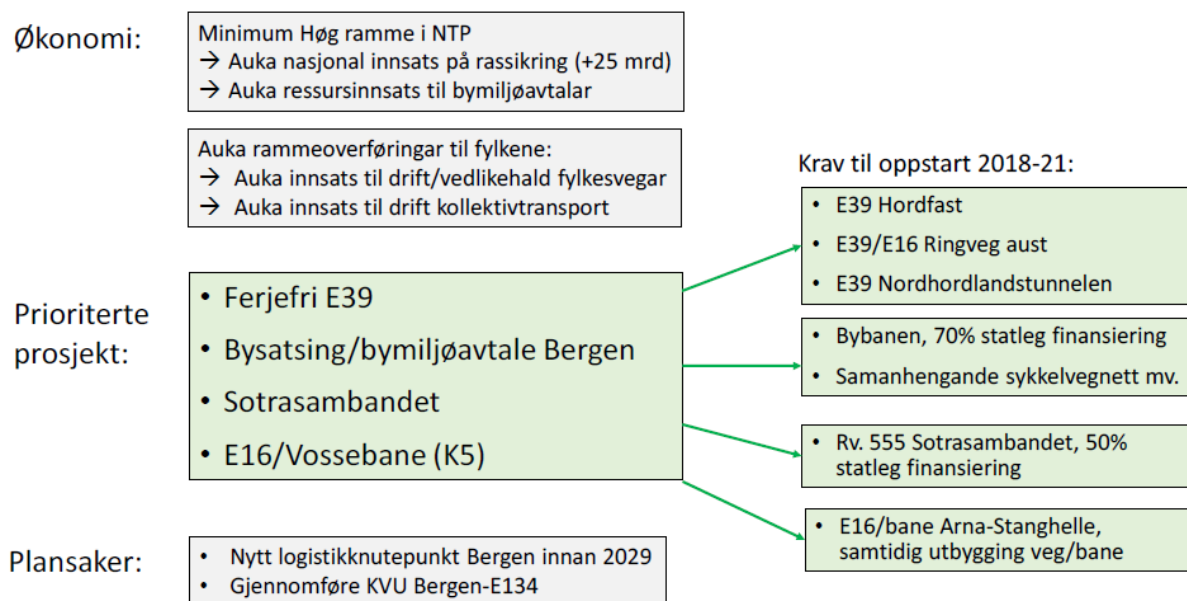 Økonomi:
Minimum Høg ramme i NTP
→ Auka nasjonal innsats på rassikring (+25 mrd)
→ Auka ressursinnsats til bymiljøavtalar
Auka rammeoverføringar til fylkene:
→ Auka innsats til drift/vedlikehald fylkesvegar
→ Auka innsats til drift kollektivtransport
Prioriterte
prosjekt:
• Ferjefri E39
• Bysatsing/bymiljøavtale Bergen
• Sotrasambandet
• E16/Vossebane (K5)
Krav til oppstart 2018-21:
• E39 Hordfast
• E39/E16 Ringveg aust
• E39 Nordhordlandstunnelen
• Bybanen, 70% statleg finansiering
• Samanhengande sykkelvegnett mv.
• Rv. 555 Sotrasambandet, 50%
statleg finansiering
• E16/bane Arna-Stanghelle,
samtidig utbygging veg/bane
Plansaker:
• Nytt logistikknutepunkt Bergen innan 2029
• Gjennomføre KVU Bergen-E134